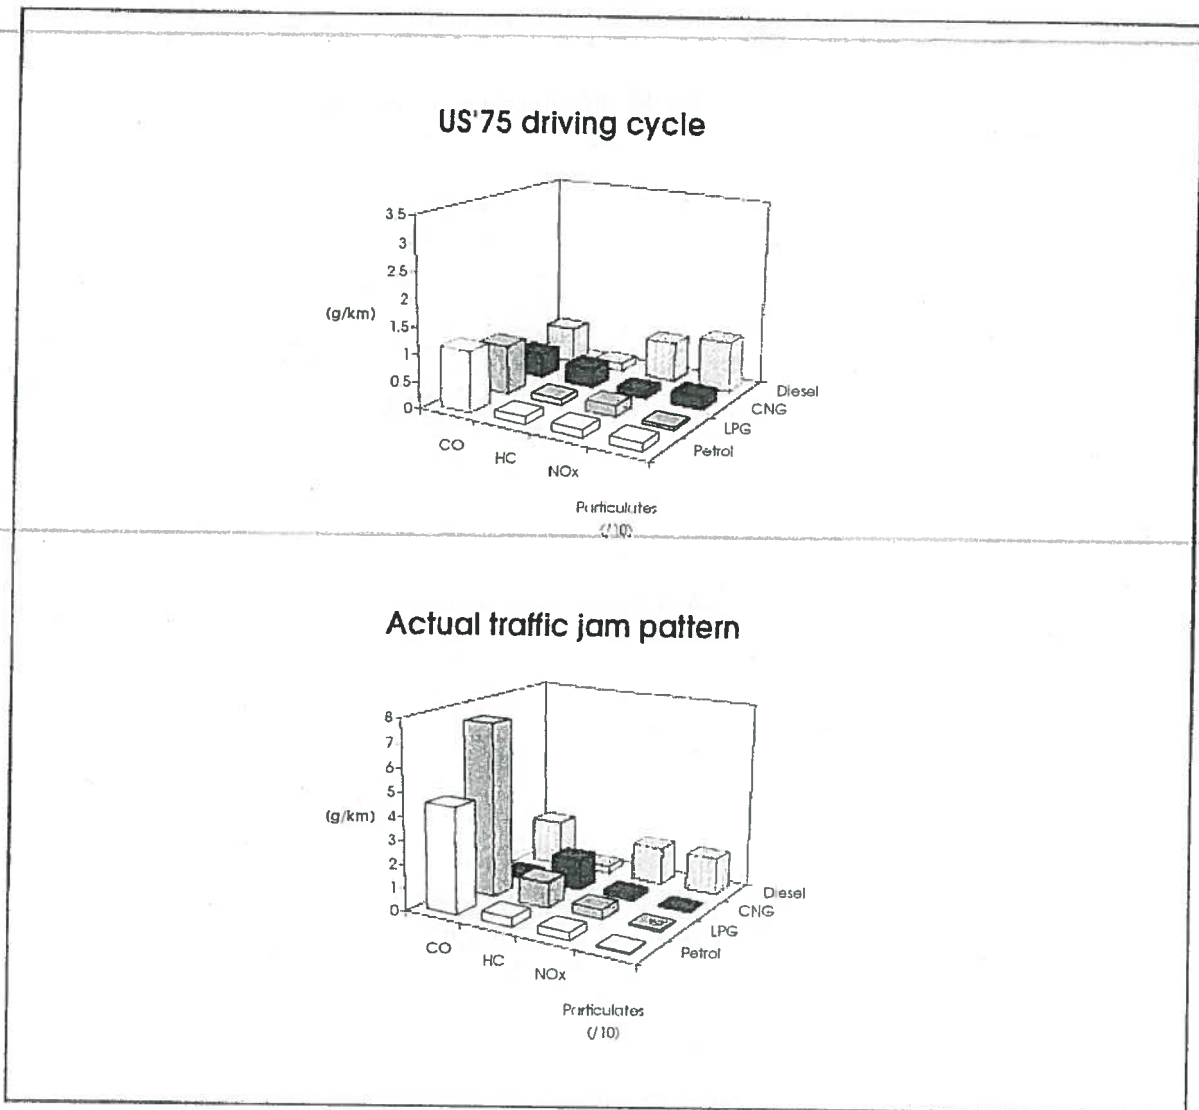 US'75 driving cycle
3.5
3
2.5
2
(g/km)
1.5
1
0.5
0
Diesel
CNG
LPG
Petrol
CO
HC
NOx
Particulates
(/10)
Actual traffic jam pattern
8
7
6
5
(g/km)
4
3
2
1
0
Diesel
CNG
LPG
Petrol
CO
HC
NOx
Particulates
(/10)